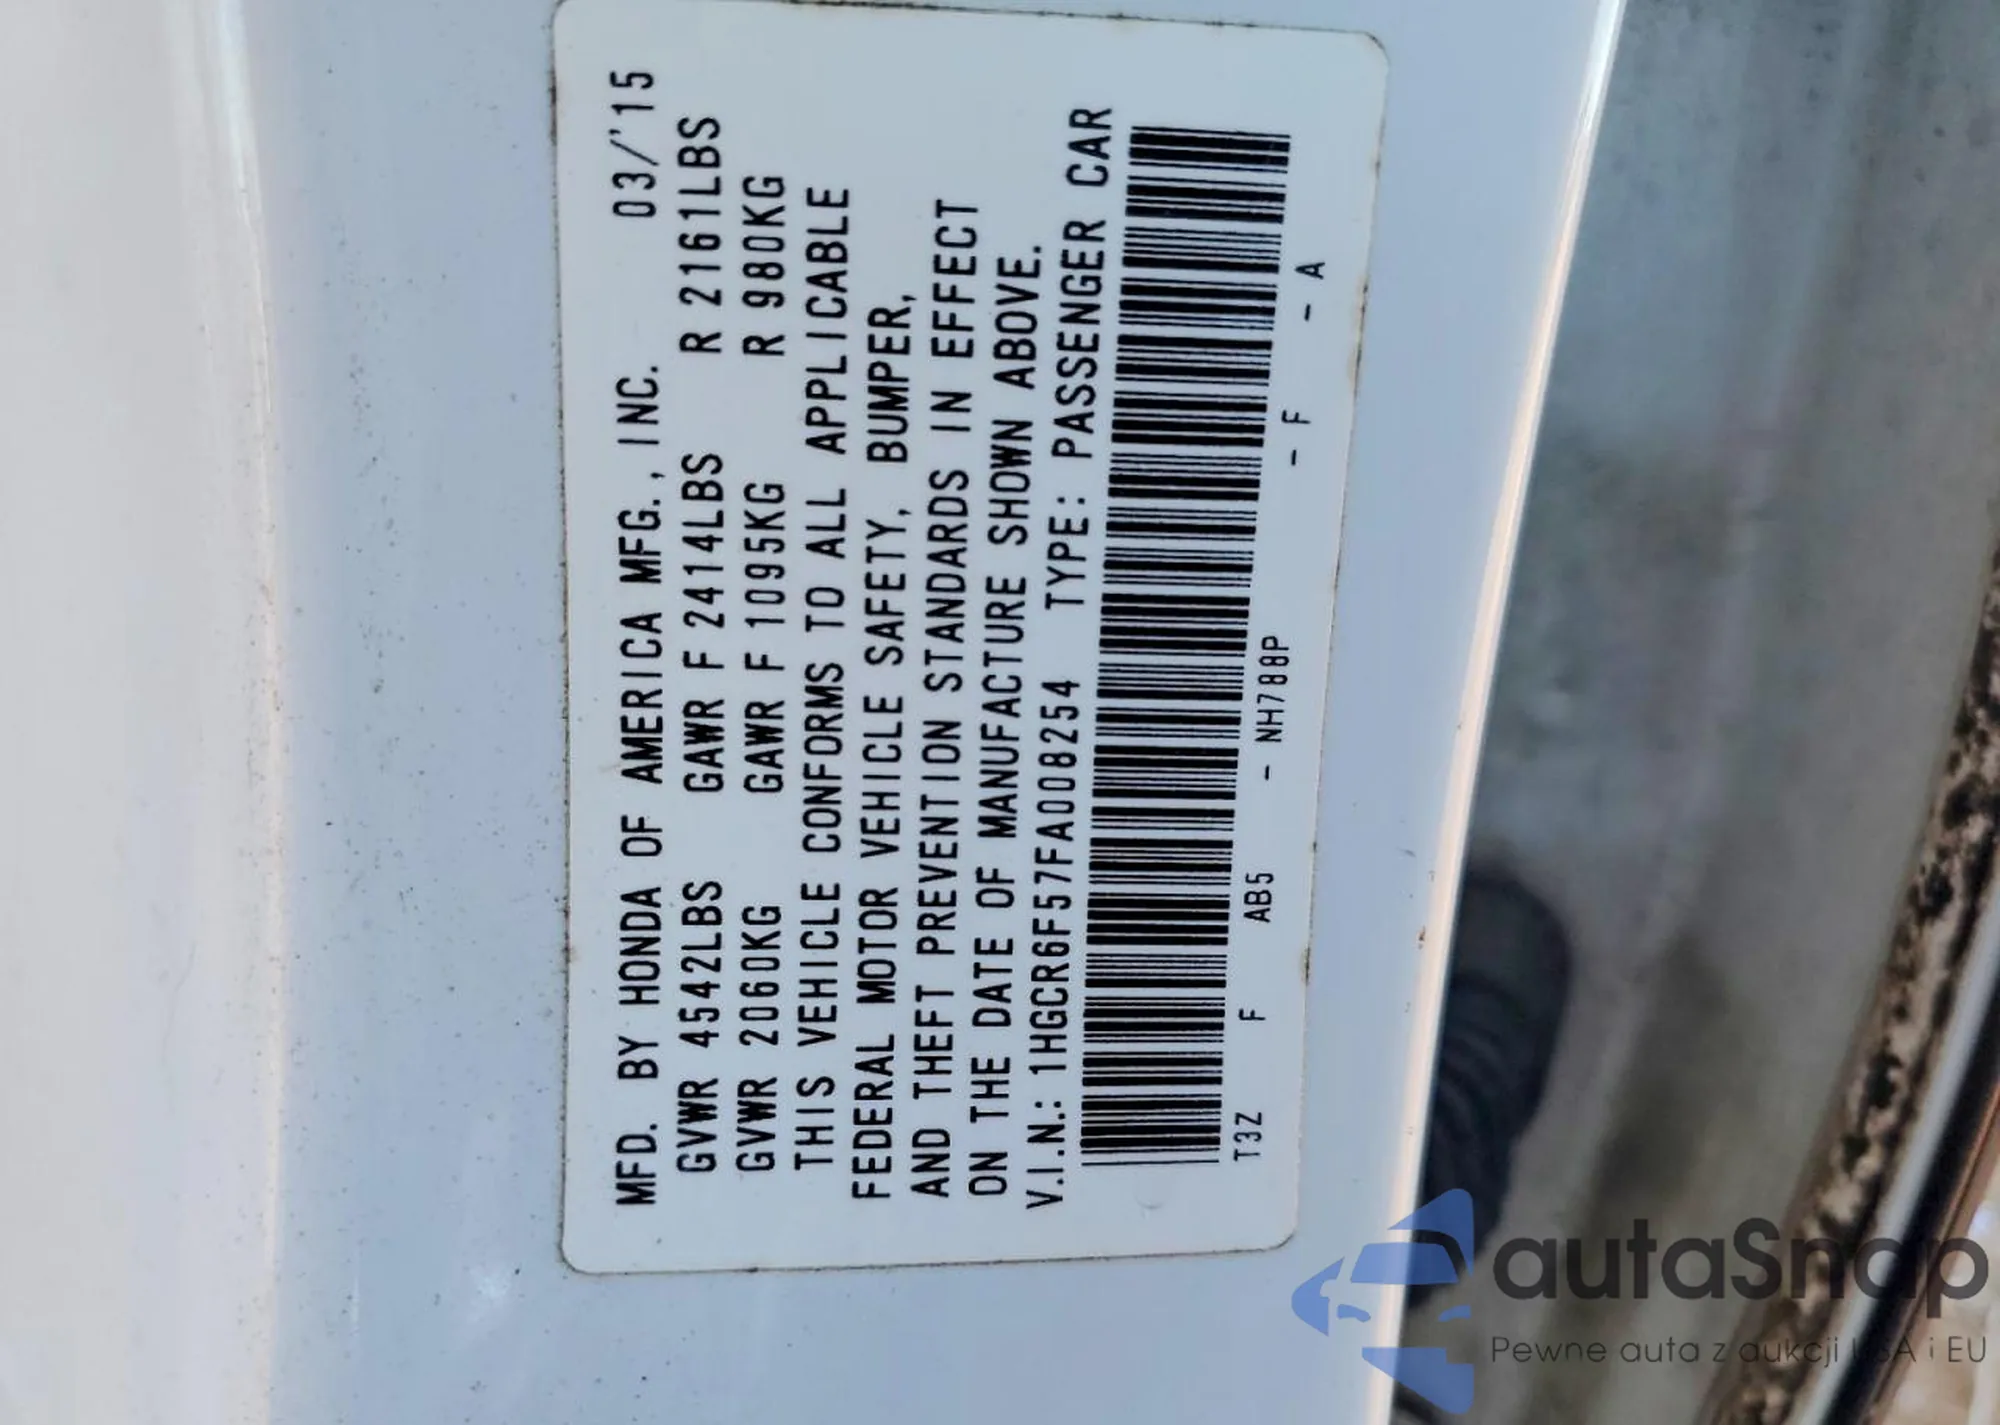 MFD. BY HONDA OF AMERICA MFG., INC. 03/'15
GVWR 4542LBS GAWR F 2414LBS R 2161LBS
GVWR 2060KG GAWR F 1095KG R 980KG
THIS VEHICLE CONFORMS TO ALL APPLICABLE
FEDERAL MOTOR VEHICLE SAFETY, BUMPER,
AND THEFT PREVENTION STANDARDS IN EFFECT
ON THE DATE OF MANUFACTURE SHOWN ABOVE.
V.I.N.: 1HGCR6F57FA008254 TYPE: PASSENGER CAR
T3Z F AB5 - NH788P - F - A
autaSnap
Pewne auta z aukcji USA i EU